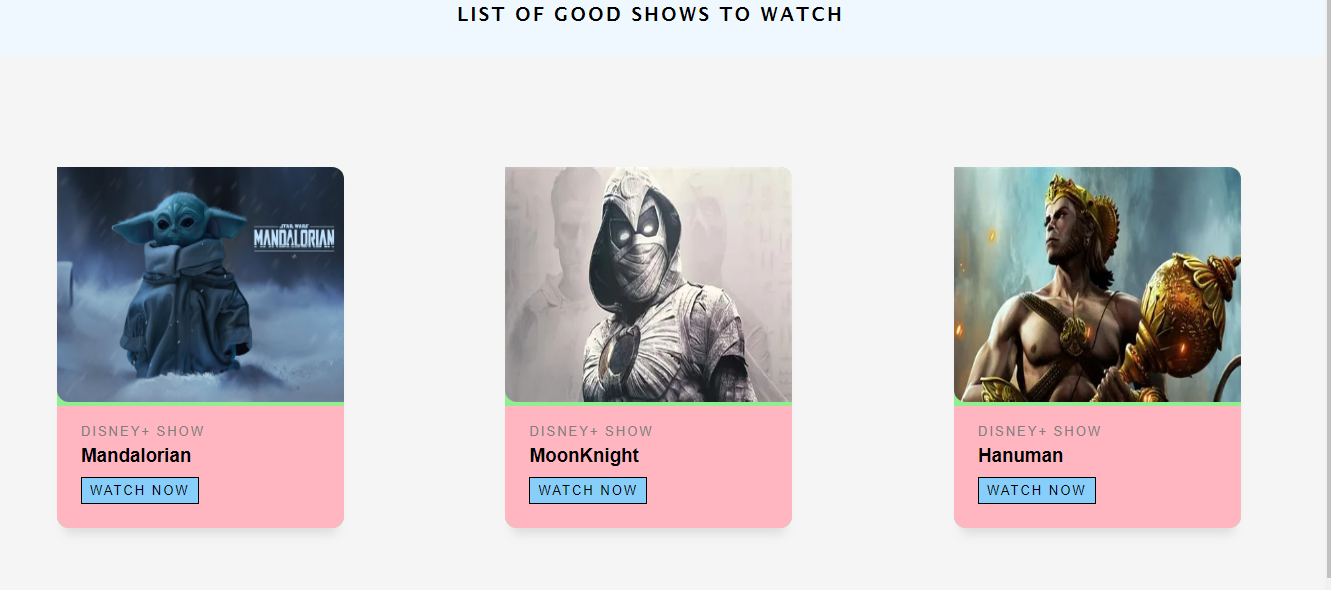 LIST OF GOOD SHOWS TO WATCH
STAR WARS
MANDALORIAN
DISNEY+ SHOW
Mandalorian
WATCH NOW
DISNEY+ SHOW
MoonKnight
WATCH NOW
DISNEY+ SHOW
Hanuman
WATCH NOW